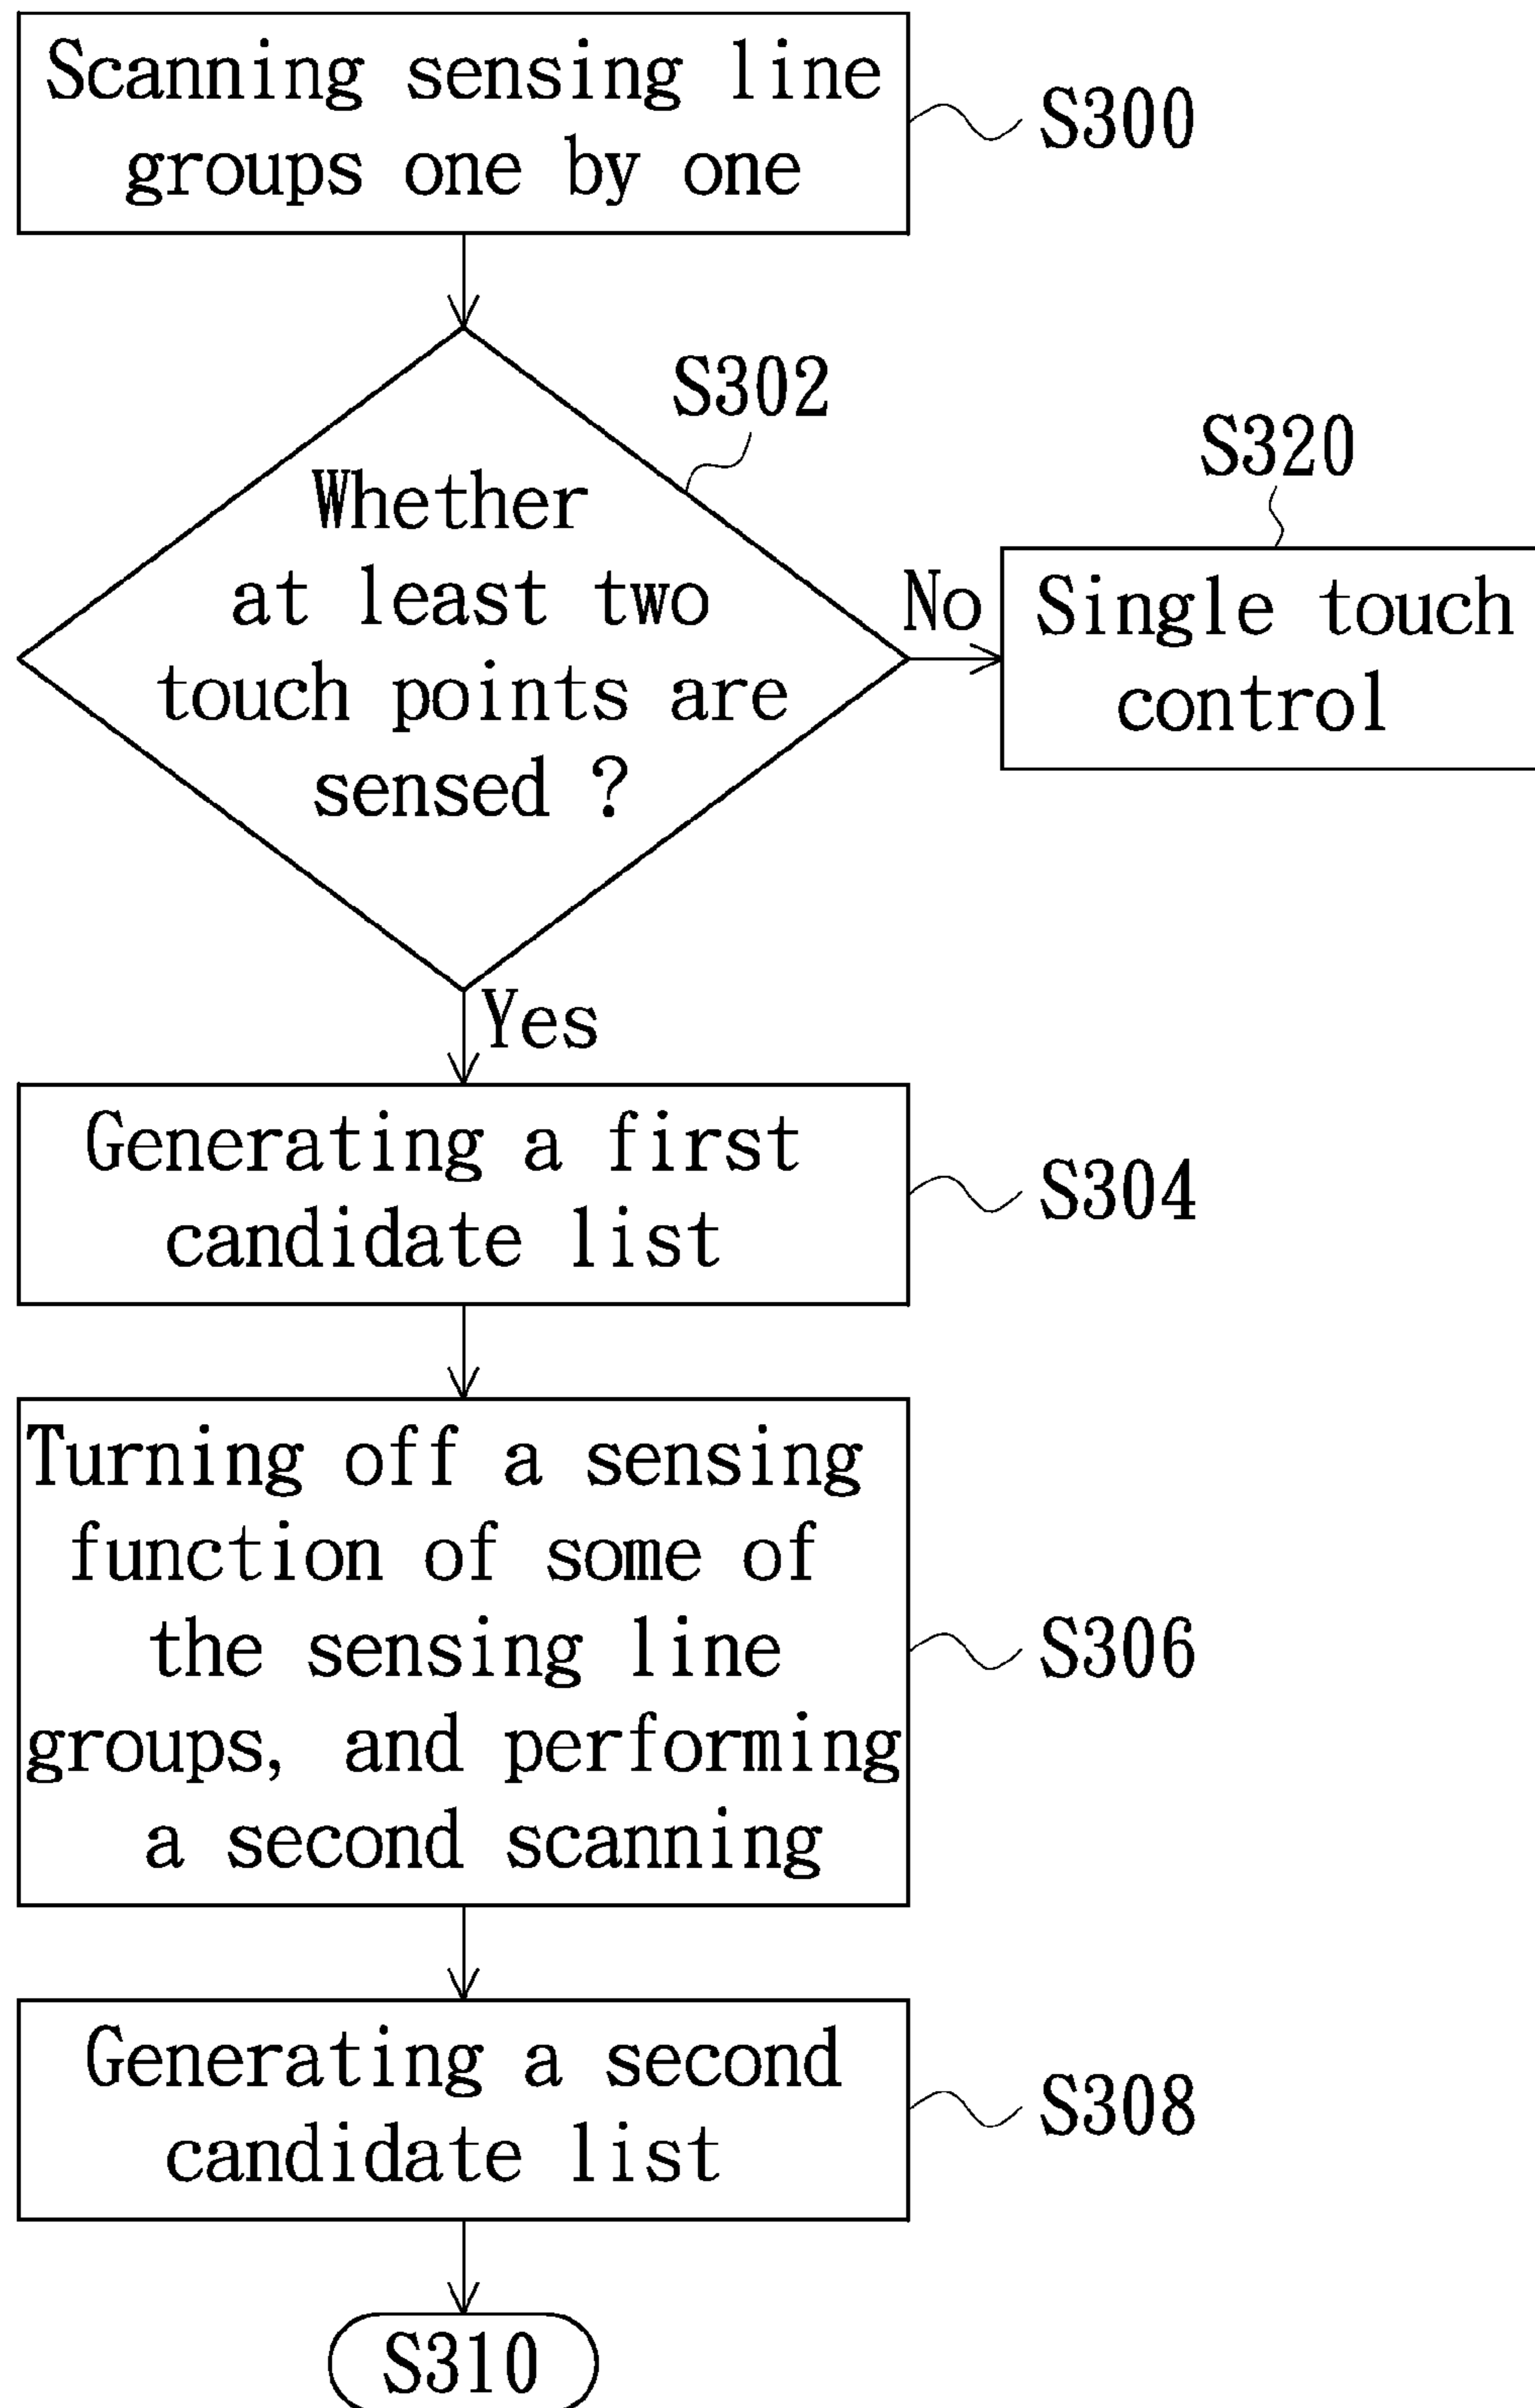 Scanning sensing line
groups one by one
S300
S302
Whether
at least two
touch points are
sensed ?
No
S320
Single touch
control
Yes
Generating a first
candidate list
S304
Turning off a sensing
function of some of
the sensing line
groups, and performing
a second scanning
S306
Generating a second
candidate list
S308
S310